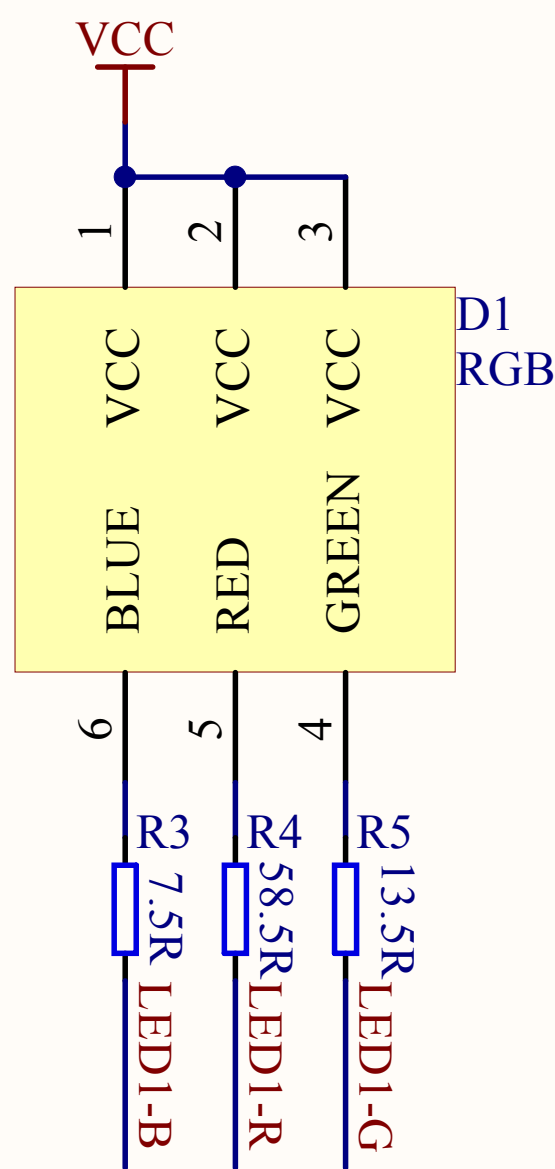 VCC
1
2
3
D1
RGB
VCC
VCC
VCC
BLUE
RED
GREEN
6
5
4
R3
7.5R
R4
58.5R
R5
13.5R
LED1-B
LED1-R
LED1-G